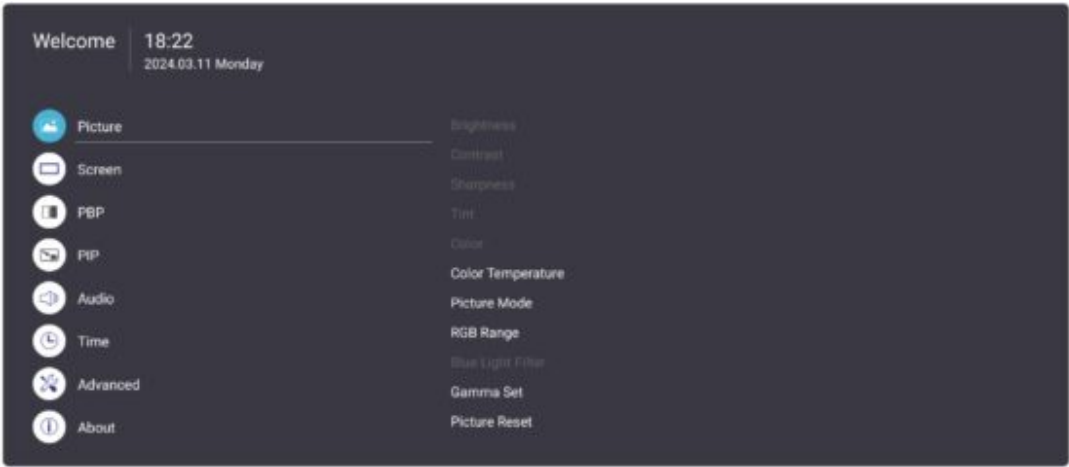 Welcome
18:22
2024.03.11 Monday
Picture
Screen
PBP
PIP
Audio
Time
Advanced
About
Brightness
Contrast
Sharpness
Tint
Color
Color Temperature
Picture Mode
RGB Range
Blue Light Filter
Gamma Set
Picture Reset